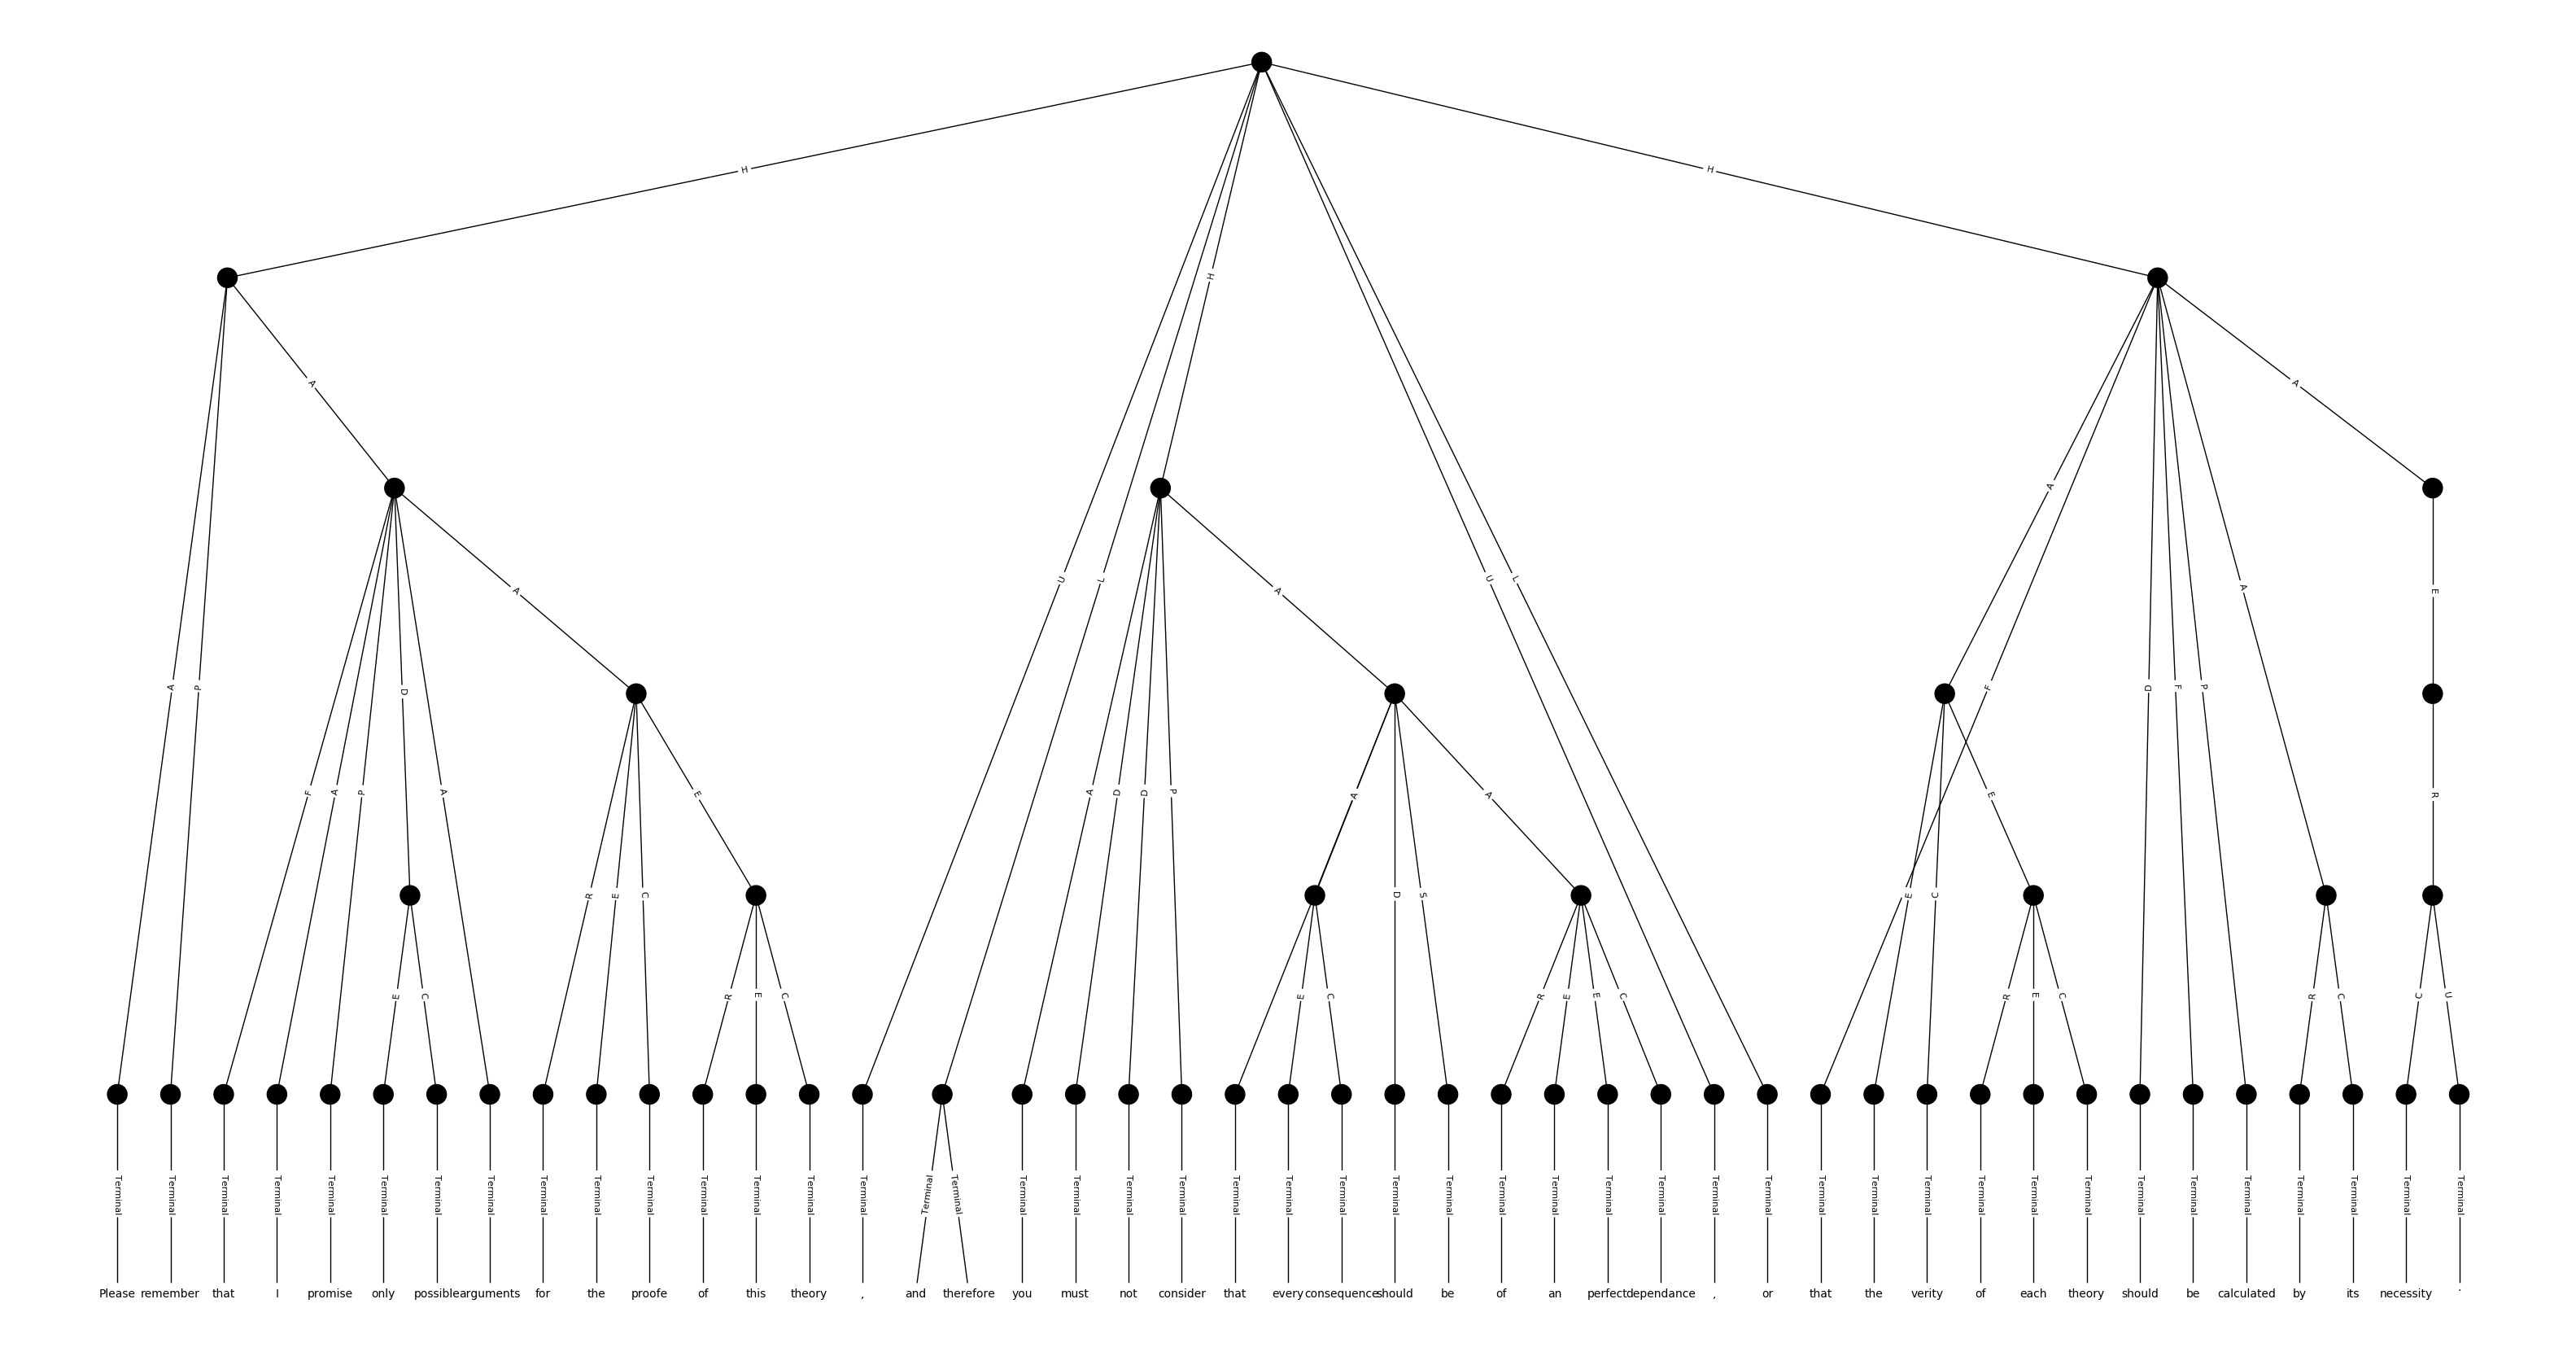 H H
H
A A
A
U L U L A F E
A P D F P
D A A
F A P A A D D P A A E R
R E C D S E C
E C R E C E C R E E C R E C R C C U
Terminal Terminal Terminal Terminal Terminal Terminal Terminal Terminal Terminal Terminal Terminal Terminal Terminal Terminal Terminal Terminal Terminal Terminal Terminal Terminal Terminal Terminal Terminal Terminal Terminal Terminal Terminal Terminal Terminal Terminal Terminal Terminal Terminal Terminal Terminal Terminal Terminal Terminal Terminal Terminal Terminal Terminal Terminal Terminal Terminal
Please remember that I promise only possible arguments for the proofe of this theory , and therefore you must not consider that every consequence should be of an perfect dependance , or that the verity of each theory should be calculated by its necessity .